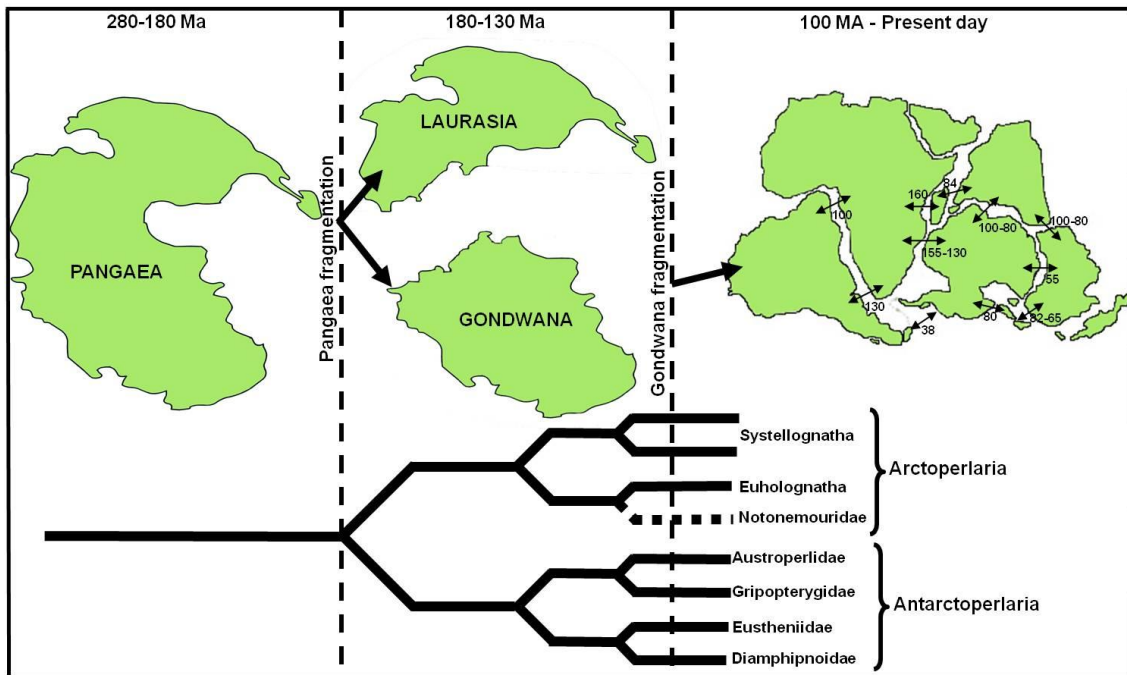 280-180 Ma
180-130 Ma
100 MA - Present day
PANGAEA
Pangaea fragmentation
LAURASIA
GONDWANA
Gondwana fragmentation
84
160
100
100-80
100-80
155-130
55
130
80
82-65
38
Systellognatha
Euholognatha
Notonemouridae
Arctoperlaria
Austroperlidae
Gripopterygidae
Eustheniidae
Diamphipnoidae
Antarctoperlaria